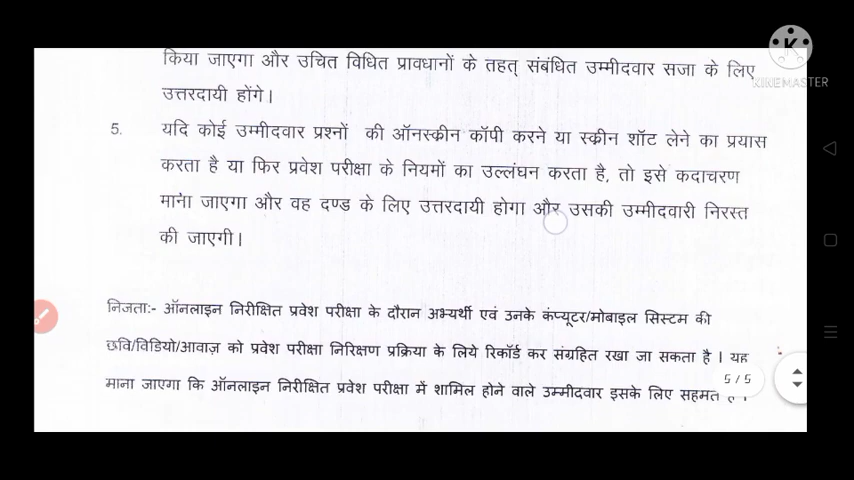 किया जाएगा और उचित विधित प्रावधानों के तहत् संबंधित उम्मीदवार सजा के लिए
उत्तरदायी होंगे।
5. यदि कोई उम्मीदवार प्रश्नों की ऑनस्क्रीन कॉपी करने या स्क्रीन शॉट लेने का प्रयास
करता है या फिर प्रवेश परीक्षा के नियमों का उल्लंघन करता है, तो इसे कदाचरण
माना जाएगा और वह दण्ड के लिए उत्तरदायी होगा और उसकी उम्मीदवारी निरस्त
की जाएगी।
निजताः- ऑनलाइन निरीक्षित प्रवेश परीक्षा के दौरान अभ्यर्थी एवं उनके कंप्यूटर/मोबाइल सिस्टम की
छवि/विडियो/आवाज़ को प्रवेश परीक्षा निरिक्षण प्रक्रिया के लिये रिकॉर्ड कर संग्रहित रखा जा सकता है । यह
माना जाएगा कि ऑनलाइन निरीक्षित प्रवेश परीक्षा में शामिल होने वाले उम्मीदवार इसके लिए सहमत
5/5
KINEMASTER